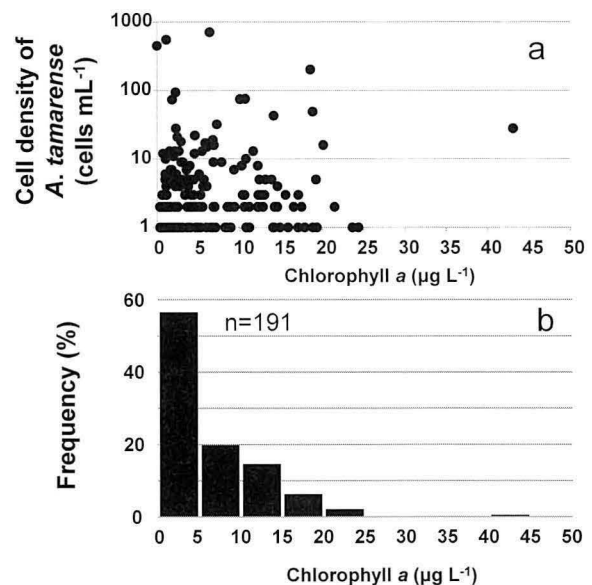 Cell density of
A. tamarense
(cells mL-1)
1000
100
10
1
a
0 5 10 15 20 25 30 35 40 45 50
Chlorophyll a (µg L-1)
Frequency (%)
60
40
20
0
n=191
b
0 5 10 15 20 25 30 35 40 45 50
Chlorophyll a (µg L-1)